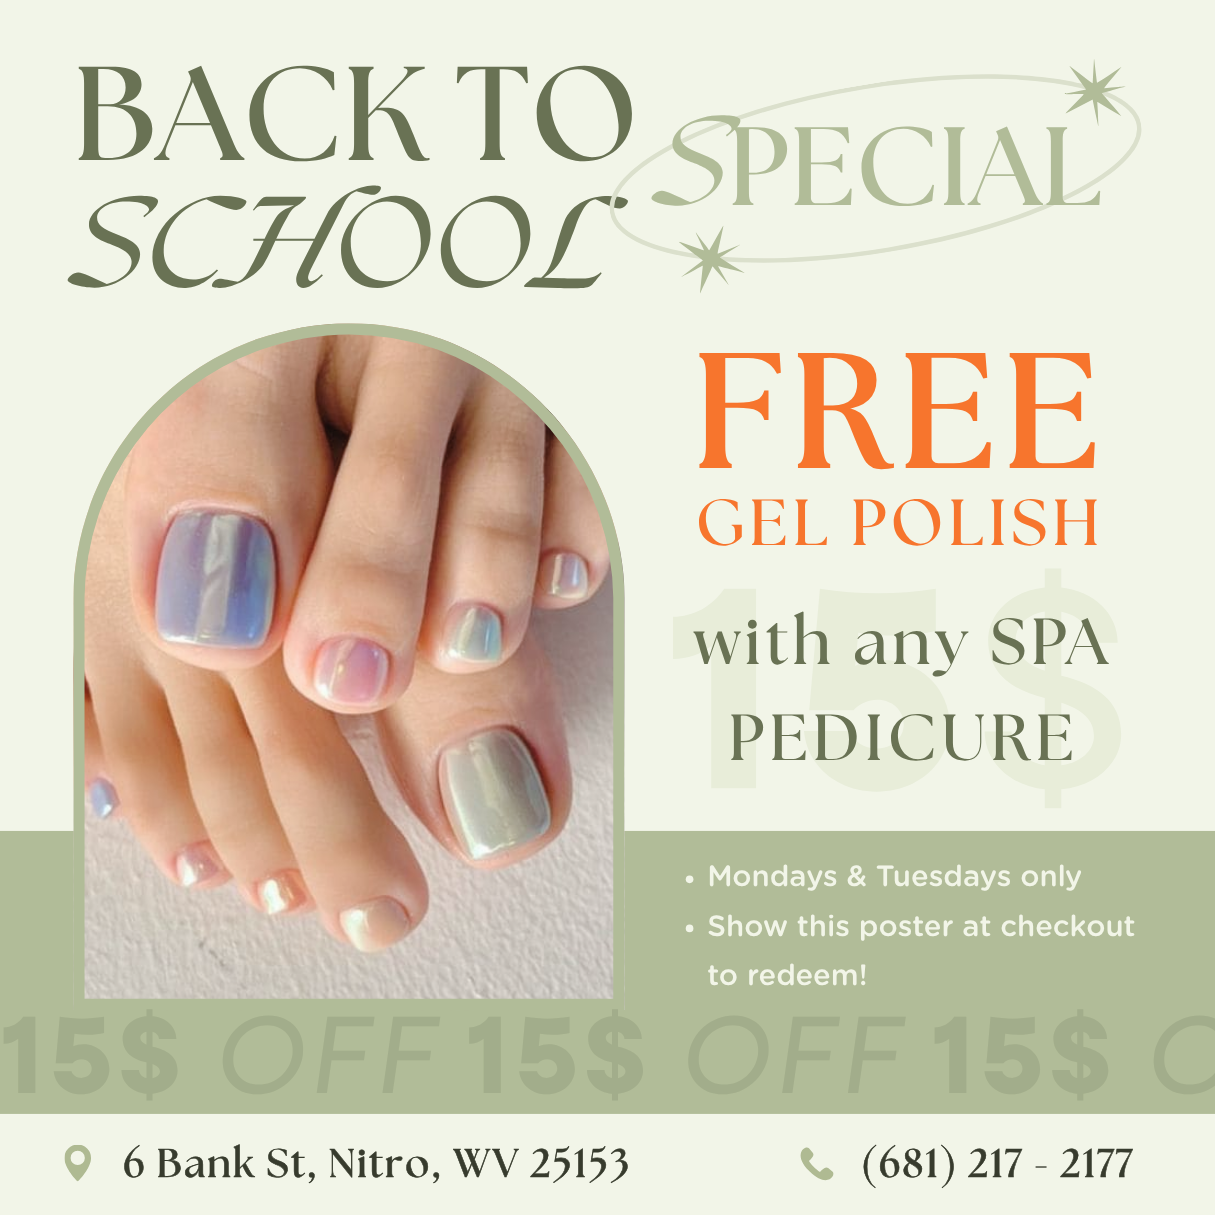 BACK TO
SCHOOL
SPECIAL
FREE
GEL POLISH
15$
with any SPA
PEDICURE
• Mondays & Tuesdays only
• Show this poster at checkout
to redeem!
15$ OFF 15$ OFF 15$ O
6 Bank St, Nitro, WV 25153
(681) 217 - 2177